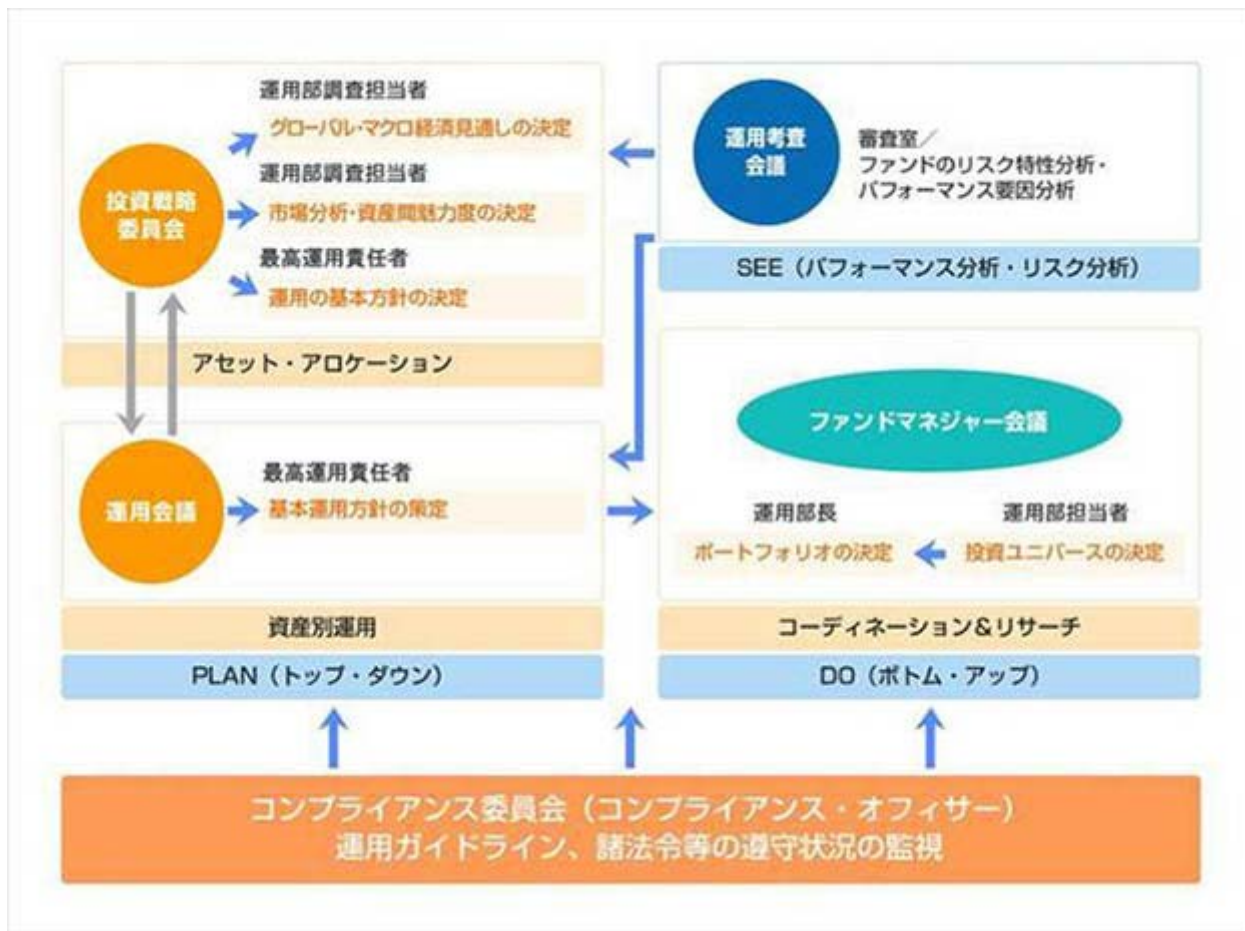 運用部調査担当者
グローバル・マクロ経済見通しの決定
投資戦略
委員会
運用部調査担当者
市場分析・資産間魅力度の決定
最高運用責任者
運用の基本方針の決定
アセット・アロケーション
運用考査
会議
審査室/
ファンドのリスク特性分析・
パフォーマンス要因分析
SEE(パフォーマンス分析・リスク分析)
運用会議
最高運用責任者
基本運用方針の策定
資産別運用
PLAN(トップ・ダウン)
ファンドマネジャー会議
運用部長
運用部担当者
ポートフォリオの決定
投資ユニバースの決定
コーディネーション&リサーチ
DO(ボトム・アップ)
コンプライアンス委員会(コンプライアンス・オフィサー)
運用ガイドライン、諸法令等の遵守状況の監視